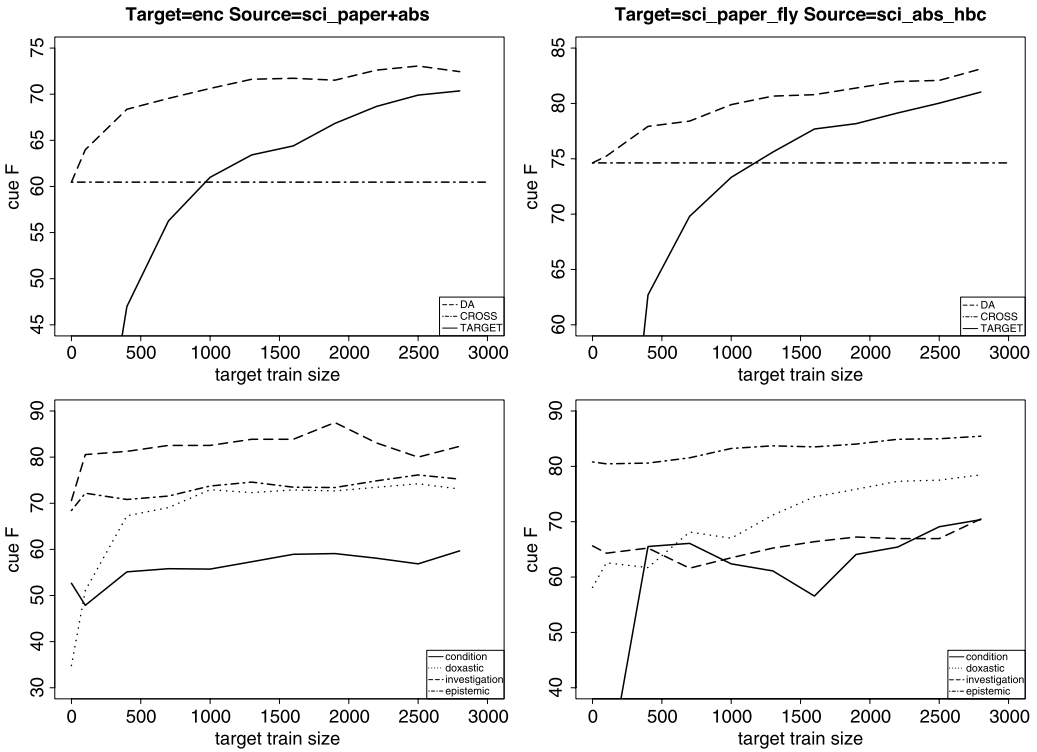 Target=enc Source=sci_paper+abs
cue F
75
70
65
60
55
50
45
DA
CROSS
TARGET
0 500 1000 1500 2000 2500 3000
target train size
Target=sci_paper_fly Source=sci_abs_hbc
cue F
85
80
75
70
65
60
DA
CROSS
TARGET
0 500 1000 1500 2000 2500 3000
target train size
cue F
90
80
70
60
50
40
30
condition
doxastic
investigation
epistemic
0 500 1000 1500 2000 2500 3000
target train size
cue F
90
80
70
60
50
40
condition
doxastic
investigation
epistemic
0 500 1000 1500 2000 2500 3000
target train size